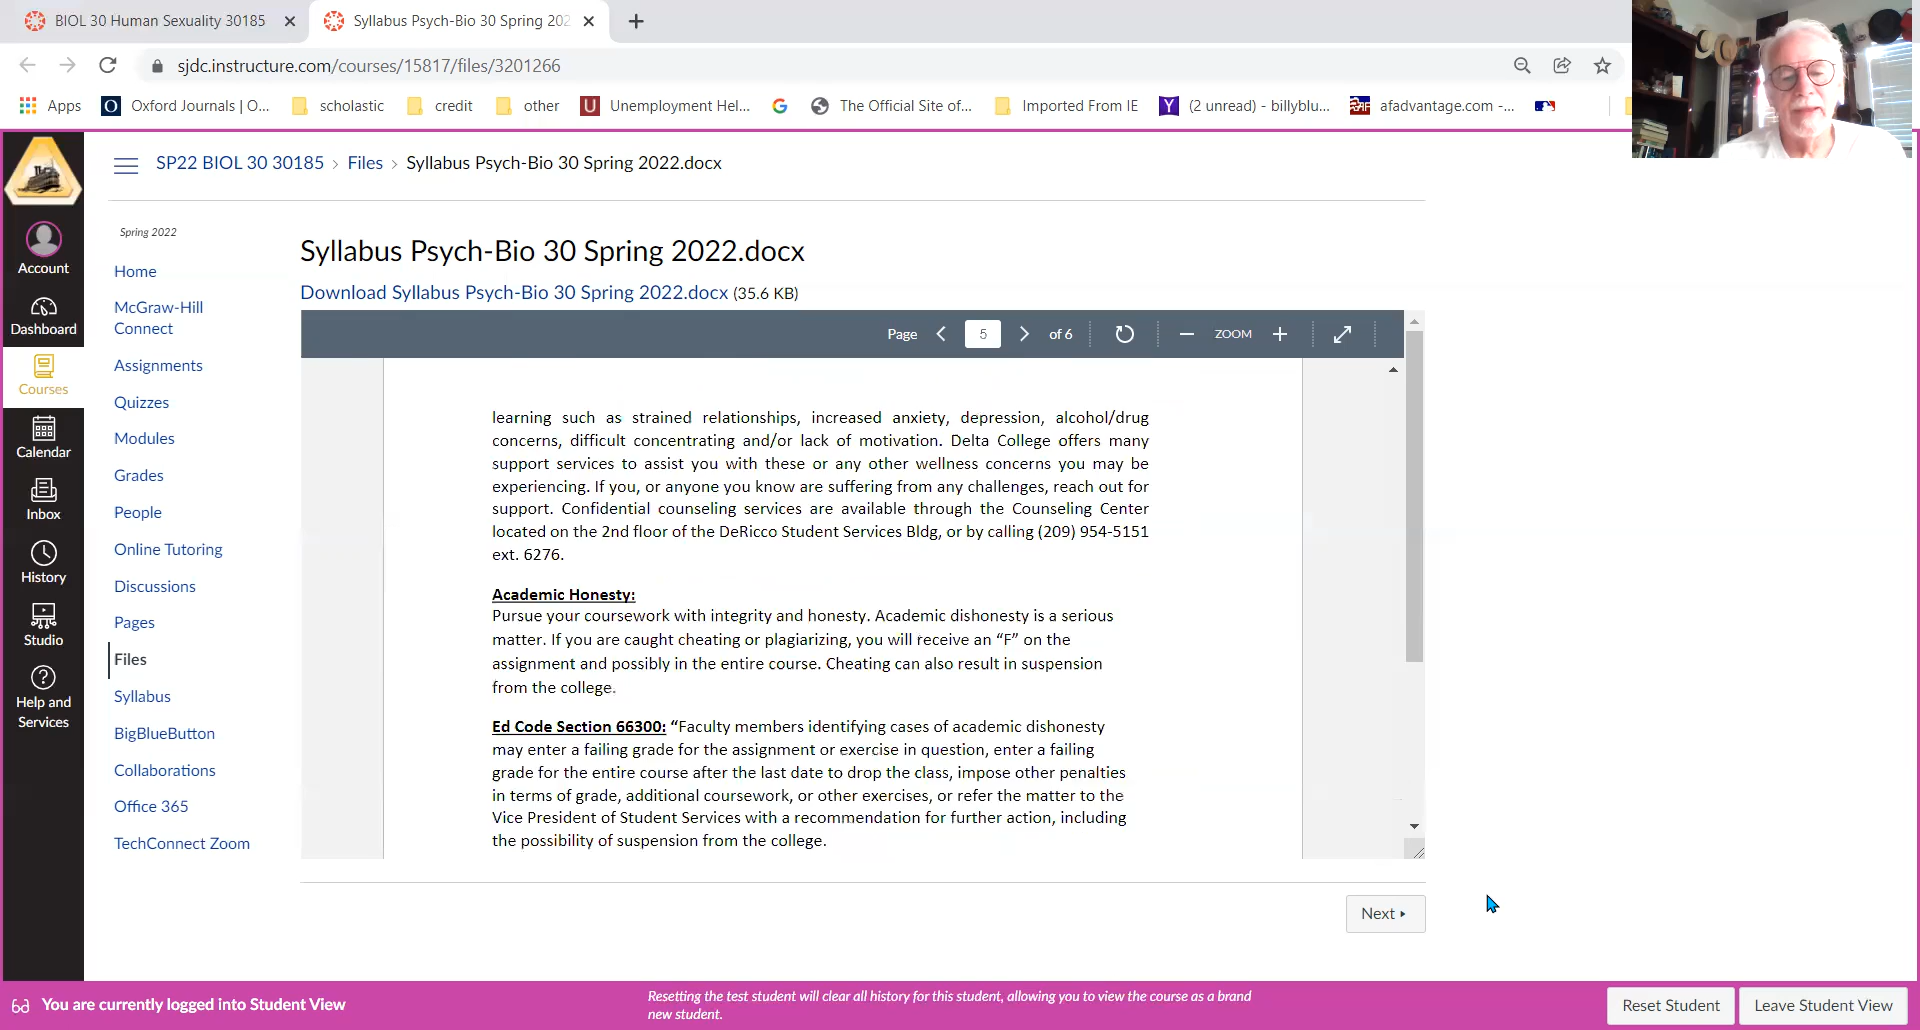 BIOL 30 Human Sexuality 30185
Syllabus Psych-Bio 30 Spring 202
sjdc.instructure.com/courses/15817/files/3201266
Apps
Oxford Journals | O...
scholastic
credit
other
Unemployment Hel...
The Official Site of...
Imported From IE
(2 unread) - billyblu...
afadvantage.com -...
SP22 BIOL 30 30185 › Files › Syllabus Psych-Bio 30 Spring 2022.docx
Account
Dashboard
Courses
Calendar
Inbox
History
Studio
Help and
Services
Spring 2022
Home
McGraw-Hill
Connect
Assignments
Quizzes
Modules
Grades
People
Online Tutoring
Discussions
Pages
Files
Syllabus
BigBlueButton
Collaborations
Office 365
TechConnect Zoom
Syllabus Psych-Bio 30 Spring 2022.docx
Download Syllabus Psych-Bio 30 Spring 2022.docx (35.6 KB)
Page 5 of 6 ZOOM
learning such as strained relationships, increased anxiety, depression, alcohol/drug
concerns, difficult concentrating and/or lack of motivation. Delta College offers many
support services to assist you with these or any other wellness concerns you may be
experiencing. If you, or anyone you know are suffering from any challenges, reach out for
support. Confidential counseling services are available through the Counseling Center
located on the 2nd floor of the DeRicco Student Services Bldg, or by calling (209) 954-5151
ext. 6276.
Academic Honesty:
Pursue your coursework with integrity and honesty. Academic dishonesty is a serious
matter. If you are caught cheating or plagiarizing, you will receive an “F” on the
assignment and possibly in the entire course. Cheating can also result in suspension
from the college.
Ed Code Section 66300: “Faculty members identifying cases of academic dishonesty
may enter a failing grade for the assignment or exercise in question, enter a failing
grade for the entire course after the last date to drop the class, impose other penalties
in terms of grade, additional coursework, or other exercises, or refer the matter to the
Vice President of Student Services with a recommendation for further action, including
the possibility of suspension from the college.
Next
You are currently logged into Student View
Resetting the test student will clear all history for this student, allowing you to view the course as a brand
new student.
Reset Student
Leave Student View